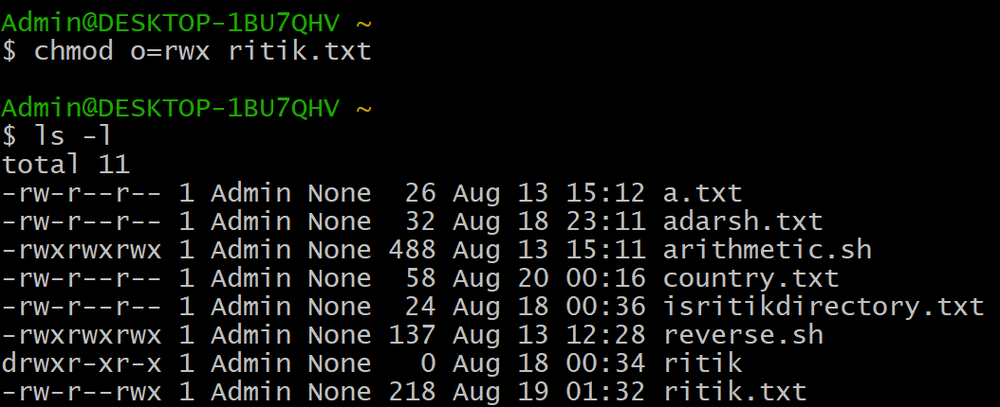 Admin@DESKTOP-1BU7QHV ~
$ chmod o=rwx ritik.txt
Admin@DESKTOP-1BU7QHV ~
$ ls -l
total 11
-rw-r--r-- 1 Admin None  26 Aug 13 15:12 a.txt
-rw-r--r-- 1 Admin None  32 Aug 18 23:11 adarsh.txt
-rwxrwxrwx 1 Admin None 488 Aug 13 15:11 arithmetic.sh
-rw-r--r-- 1 Admin None  58 Aug 20 00:16 country.txt
-rw-r--r-- 1 Admin None  24 Aug 18 00:36 isritikdirectory.txt
-rwxrwxrwx 1 Admin None 137 Aug 13 12:28 reverse.sh
drwxr-xr-x 1 Admin None   0 Aug 18 00:34 ritik
-rw-r--rwx 1 Admin None 218 Aug 19 01:32 ritik.txt